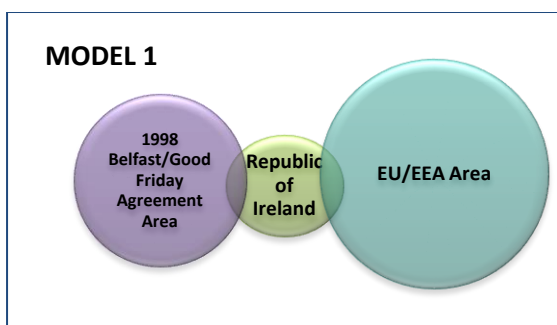 MODEL 1
1998
Belfast/Good
Friday
Agreement
Area
Republic
of
Ireland
EU/EEA Area